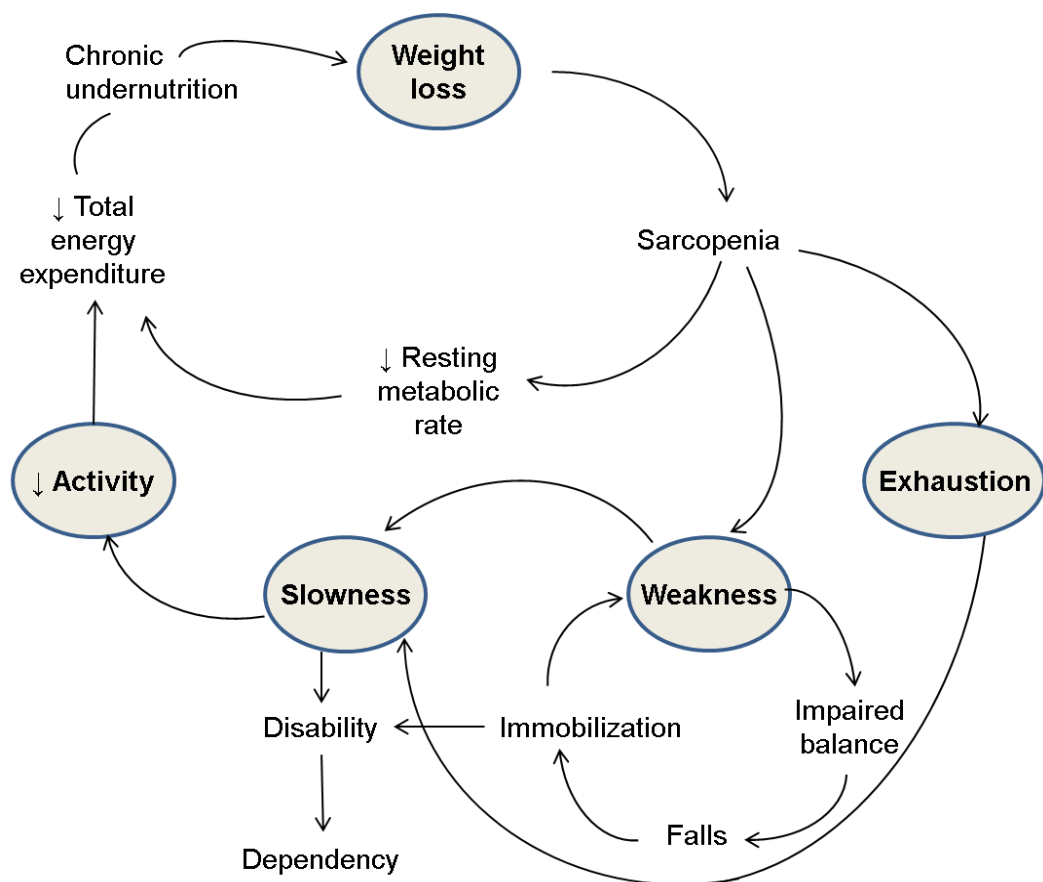 Chronic
undernutrition
Weight
loss
↓ Total
energy
expenditure
Sarcopenia
↓ Resting
metabolic
rate
↓ Activity
Exhaustion
Slowness
Weakness
Disability
Immobilization
Impaired
balance
Falls
Dependency